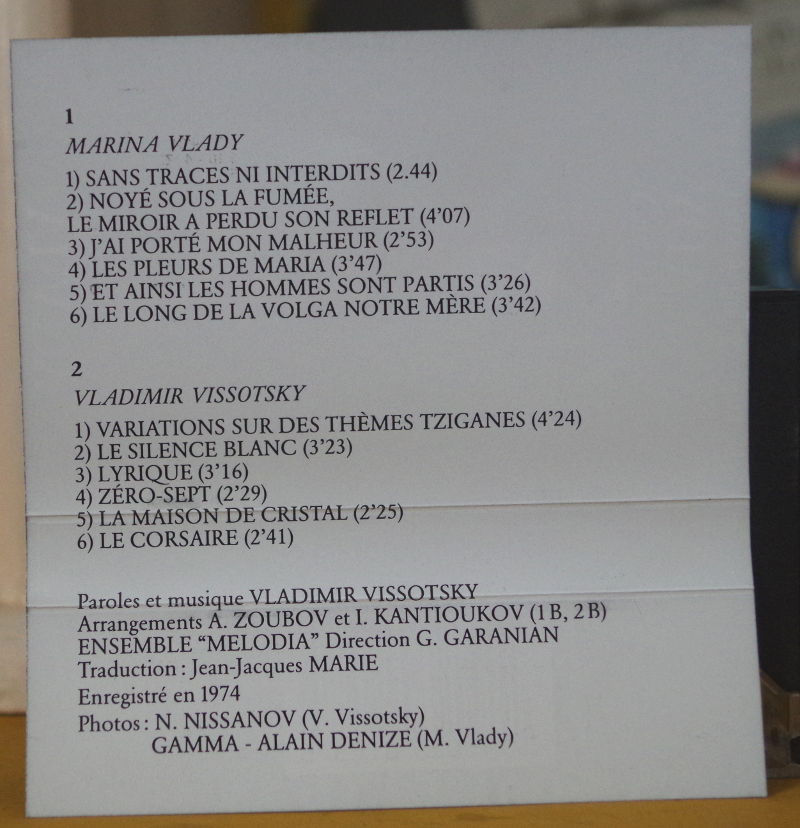 1
MARINA VLADY
1) SANS TRACES NI INTERDITS (2.44)
2) NOYÉ SOUS LA FUMÉE,
LE MIROIR A PERDU SON REFLET (4’07)
3) J’AI PORTÉ MON MALHEUR (2’53)
4) LES PLEURS DE MARIA (3’47)
5) ET AINSI LES HOMMES SONT PARTIS (3’26)
6) LE LONG DE LA VOLGA NOTRE MÈRE (3’42)
2
VLADIMIR VISSOTSKY
1) VARIATIONS SUR DES THÈMES TZIGANES (4’24)
2) LE SILENCE BLANC (3’23)
3) LYRIQUE (3’16)
4) ZÉRO-SEPT (2’29)
5) LA MAISON DE CRISTAL (2’25)
6) LE CORSAIRE (2’41)
Paroles et musique VLADIMIR VISSOTSKY
Arrangements A. ZOUBOV et I. KANTIOUKOV (1 B, 2 B)
ENSEMBLE “MELODIA” Direction G. GARANIAN
Traduction : Jean-Jacques MARIE
Enregistré en 1974
Photos : N. NISSANOV (V. Vissotsky)
GAMMA - ALAIN DENIZE (M. Vlady)